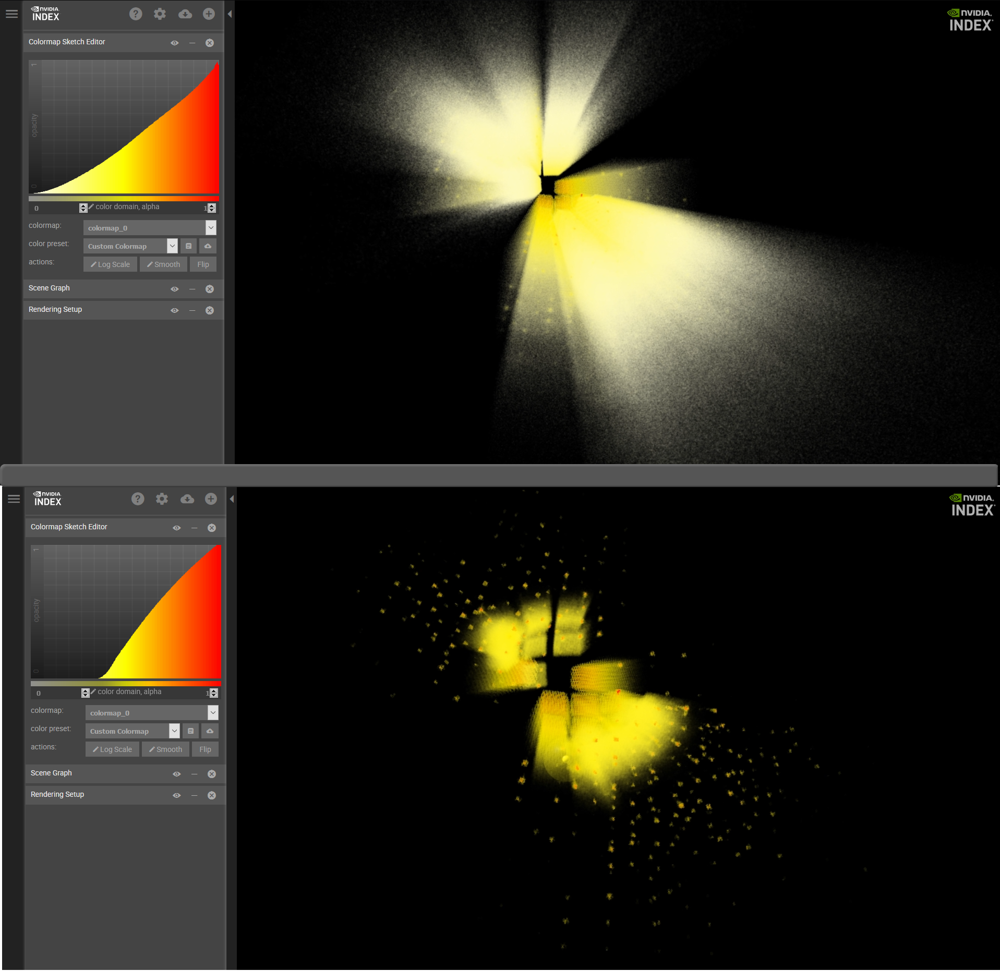 NVIDIA.
INDEX
?
NVIDIA.
INDEX
Colormap Sketch Editor
1
opacity
0
0
color domain, alpha
1
colormap:
colormap_0
color preset:
Custom Colormap
actions:
Log Scale
Smooth
Flip
Scene Graph
Rendering Setup
NVIDIA.
INDEX
?
NVIDIA.
INDEX
Colormap Sketch Editor
1
opacity
0
0
color domain, alpha
1
colormap:
colormap_0
color preset:
Custom Colormap
actions:
Log Scale
Smooth
Flip
Scene Graph
Rendering Setup